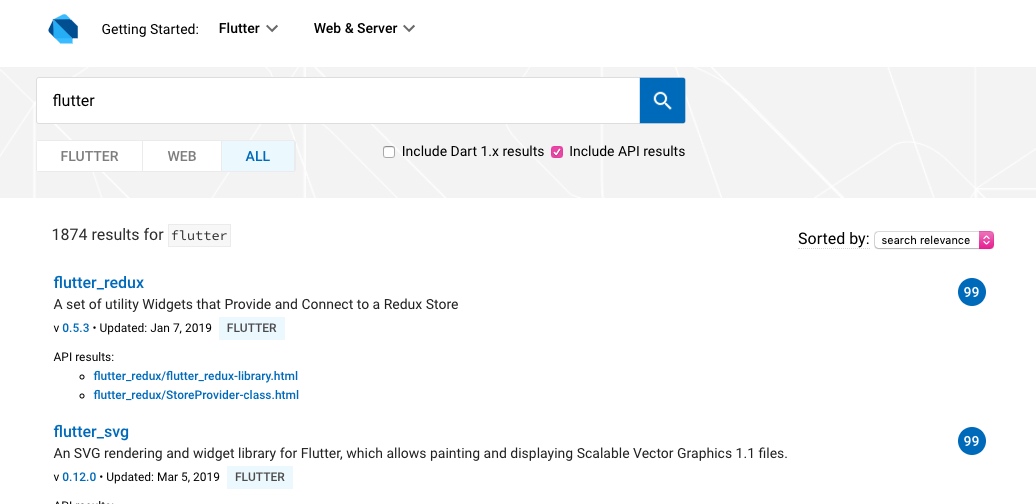 Getting Started: Flutter Web & Server
flutter
FLUTTER WEB ALL
Include Dart 1.x results Include API results
1874 results for flutter
Sorted by: search relevance
flutter_redux
99
A set of utility Widgets that Provide and Connect to a Redux Store
v 0.5.3 • Updated: Jan 7, 2019 FLUTTER
API results:
flutter_redux/flutter_redux-library.html
flutter_redux/StoreProvider-class.html
flutter_svg
99
An SVG rendering and widget library for Flutter, which allows painting and displaying Scalable Vector Graphics 1.1 files.
v 0.12.0 • Updated: Mar 5, 2019 FLUTTER
API results: